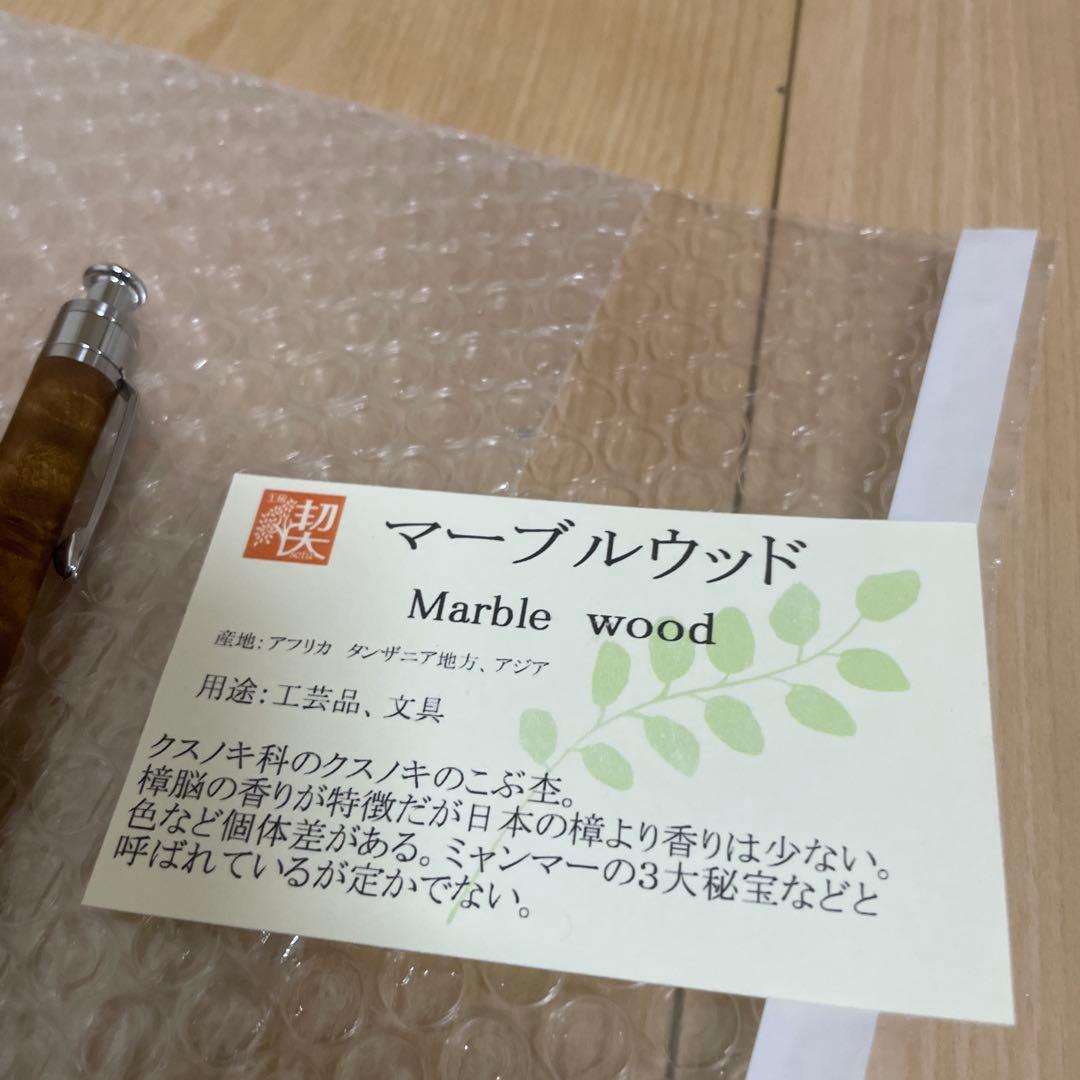 工房
契
setu
マーブルウッド
Marble wood
産地：アフリカ タンザニア地方、アジア
用途：工芸品、文具
クスノキ科のクスノキのこぶ杢。
樟脳の香りが特徴だが日本の樟より香りは少ない。
色など個体差がある。ミャンマーの3大秘宝などと
呼ばれているが定かでない。